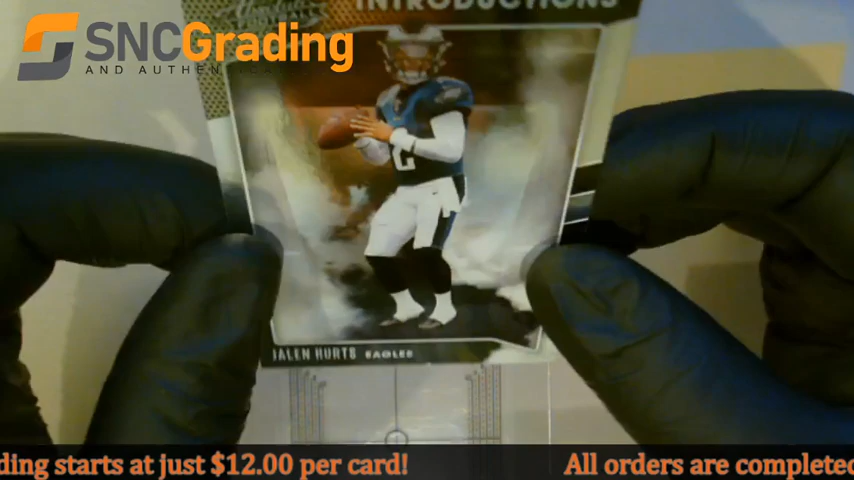 INTRODUCTIONS
SNCGrading
AND AUTHEN
JALEN HURTS EAGLES
ding starts at just $12.00 per card!
All orders are completed